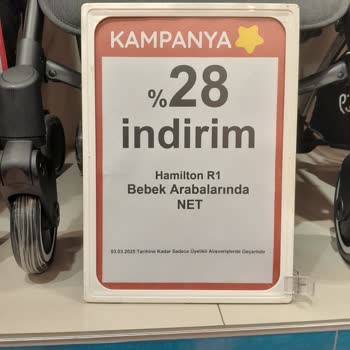 KAMPANYA
%28
indirim
Hamilton R1
Bebek Arabalarında
NET
03.03.2020 Tarihine Kadar Sadece Üyelikli Alışverişlerde Geçerlidir